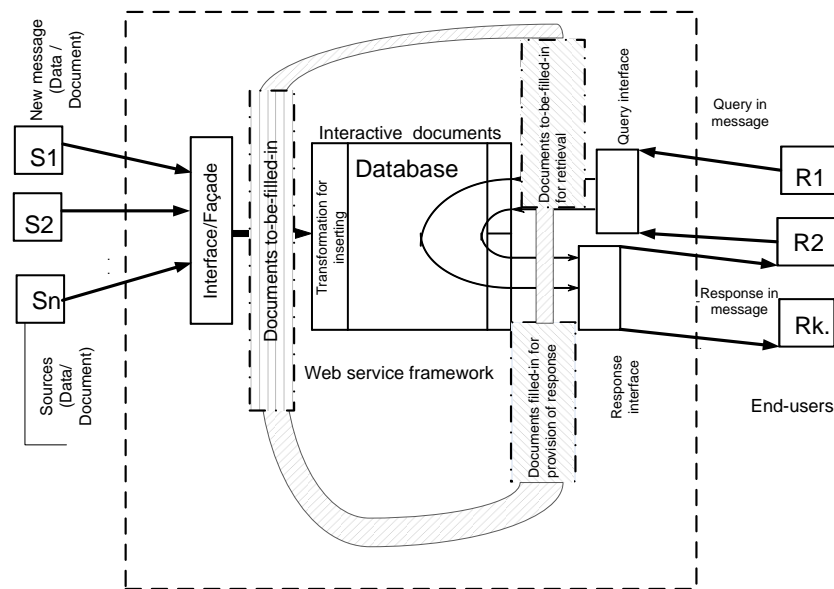 New message
(Data /
Document)
S1
S2
Sn
Sources
(Data/
Document)
Interface/Façade
Documents to-be-filled-in
Interactive documents
Database
Transformation for
inserting
Web service framework
Documents to-be-filled-in
for retrieval
Query interface
Documents filled-in for
provision of response
Response
interface
Query in
message
R1
R2
Response in
message
Rk.
End-users